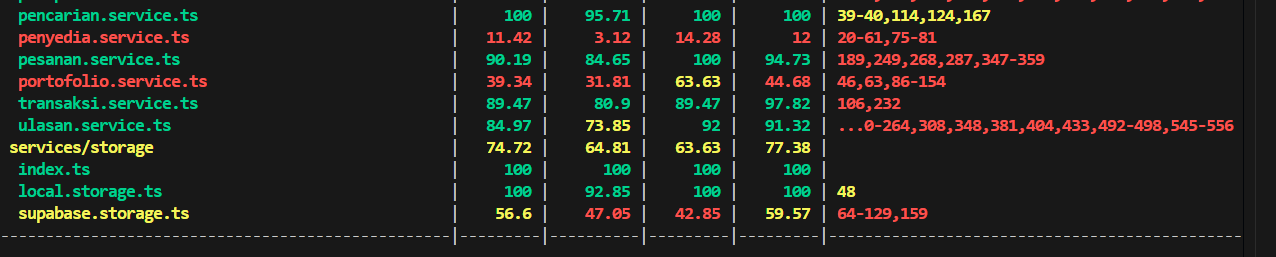 pencarian.service.ts | 100 | 95.71 | 100 | 100 | 39-40,114,124,167
penyedia.service.ts | 11.42 | 3.12 | 14.28 | 12 | 20-61,75-81
pesanan.service.ts | 90.19 | 84.65 | 100 | 94.73 | 189,249,268,287,347-359
portofolio.service.ts | 39.34 | 31.81 | 63.63 | 44.68 | 46,63,86-154
transaksi.service.ts | 89.47 | 80.9 | 89.47 | 97.82 | 106,232
ulasan.service.ts | 84.97 | 73.85 | 92 | 91.32 | ...0-264,308,348,381,404,433,492-498,545-556
services/storage | 74.72 | 64.81 | 63.63 | 77.38 |
index.ts | 100 | 100 | 100 | 100 |
local.storage.ts | 100 | 92.85 | 100 | 100 | 48
supabase.storage.ts | 56.6 | 47.05 | 42.85 | 59.57 | 64-129,159